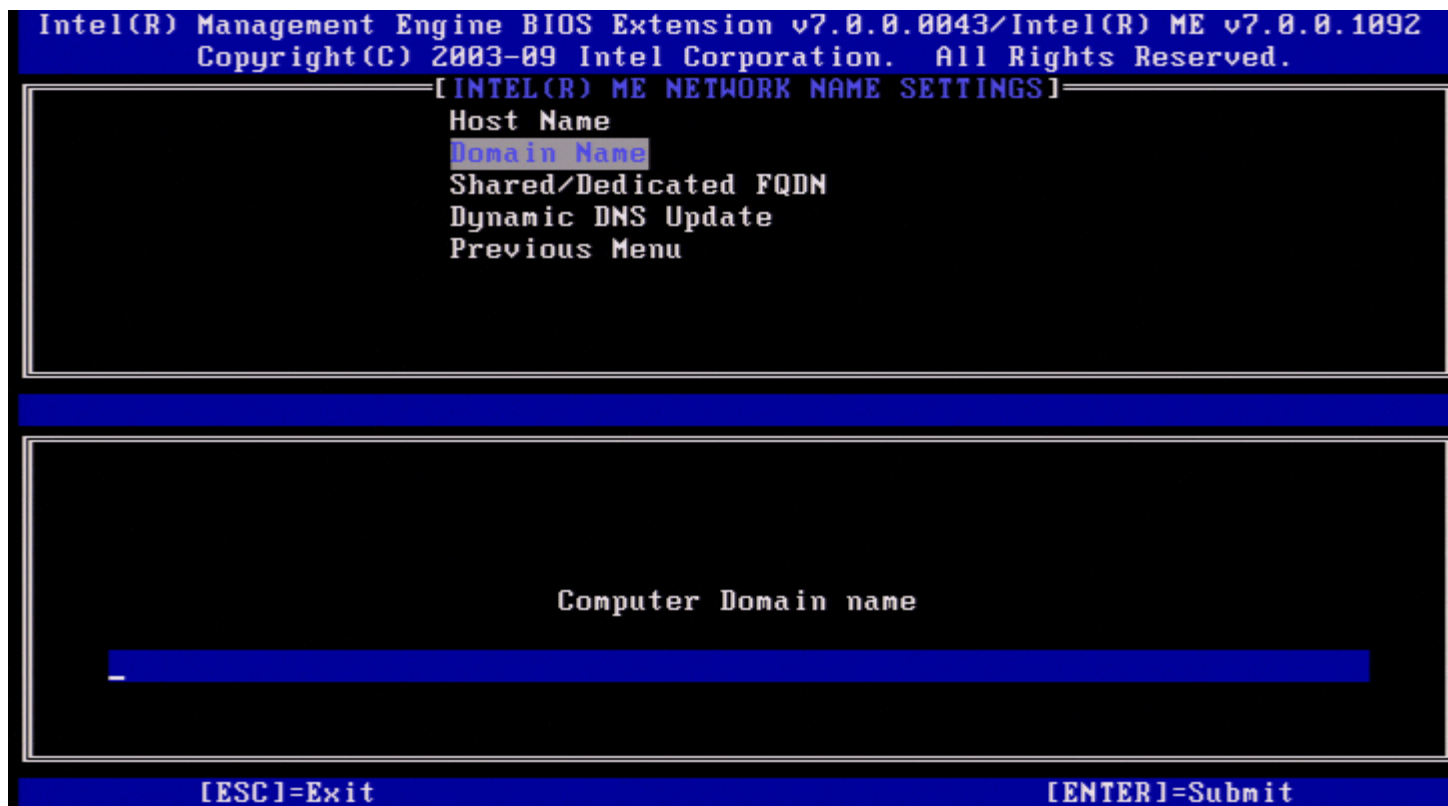 Intel(R) Management Engine BIOS Extension v7.0.0.0043/Intel(R) ME v7.0.0.1092
Copyright(C) 2003-09 Intel Corporation. All Rights Reserved.
[INTEL(R) ME NETWORK NAME SETTINGS]
Host Name
Domain Name
Shared/Dedicated FQDN
Dynamic DNS Update
Previous Menu
Computer Domain name
[ESC]=Exit [ENTER]=Submit